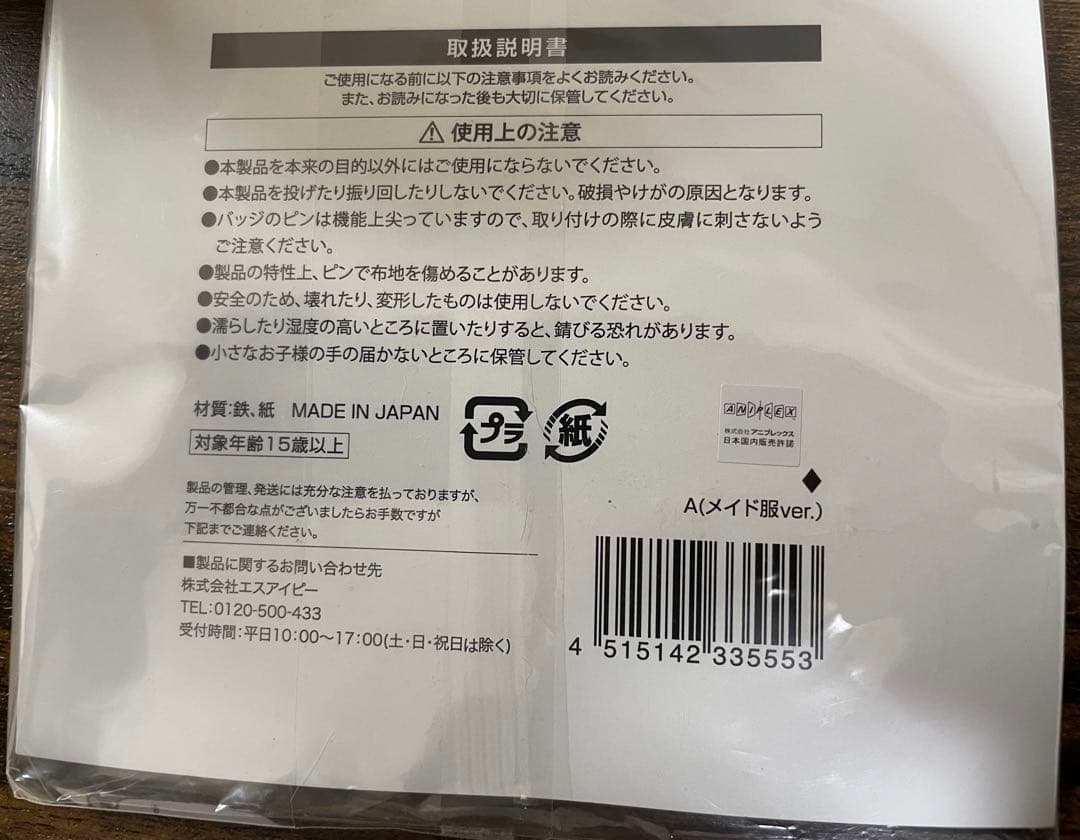 取扱説明書
ご使用になる前に以下の注意事項をよくお読みください。
また、お読みになった後も大切に保管してください。
⚠ 使用上の注意
●本製品を本来の目的以外にはご使用にならないでください。
●本製品を投げたり振り回したりしないでください。破損やけがの原因となります。
●バッジのピンは機能上尖っていますので、取り付けの際に皮膚に刺さないよう
ご注意ください。
●製品の特性上、ピンで布地を傷めることがあります。
●安全のため、壊れたり、変形したものは使用しないでください。
●濡らしたり湿度の高いところに置いたりすると、錆びる恐れがあります。
●小さなお子様の手の届かないところに保管してください。
材質:鉄、紙 MADE IN JAPAN
対象年齢15歳以上
プラ
紙
ANIPLEX
株式会社アニプレックス
日本国内販売許諾
製品の管理、発送には充分な注意を払っておりますが、
万一不都合な点がございましたらお手数ですが
下記までご連絡ください。
■製品に関するお問い合わせ先
株式会社エスアイピー
TEL:0120-500-433
受付時間:平日10:00〜17:00(土・日・祝日は除く)
◆
A(メイド服ver.)
4 515142 335553